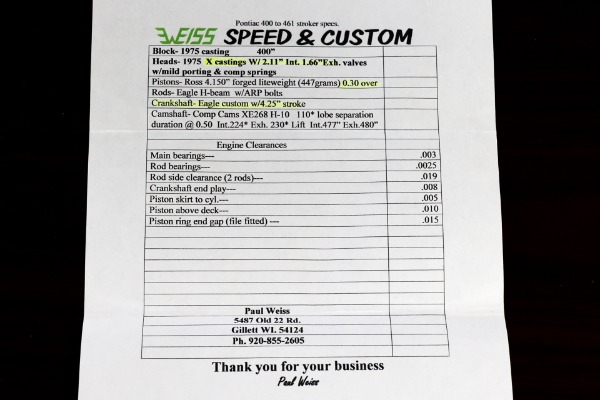 Pontiac 400 to 461 stroker specs.
WEISS SPEED & CUSTOM
Block- 1975 casting 400"
Heads- 1975 X castings W/ 2.11" Int. 1.66"Exh. valves
w/mild porting & comp springs
Pistons- Ross 4.150" forged liteweight (447grams) 0.30 over
Rods- Eagle H-beam w/ARP bolts
Crankshaft- Eagle custom w/4.25" stroke
Camshaft- Comp Cams XE268 H-10 110* lobe separation
duration @ 0.50 Int.224* Exh. 230* Lift Int.477" Exh.480"
Engine Clearances
Main bearings--- .003
Rod bearings--- .0025
Rod side clearance (2 rods)--- .019
Crankshaft end play--- .008
Piston skirt to cyl.--- .005
Piston above deck--- .010
Piston ring end gap (file fitted) --- .015
Paul Weiss
5487 Old 22 Rd.
Gillett WI. 54124
Ph. 920-855-2605
Thank you for your business
Paul Weiss